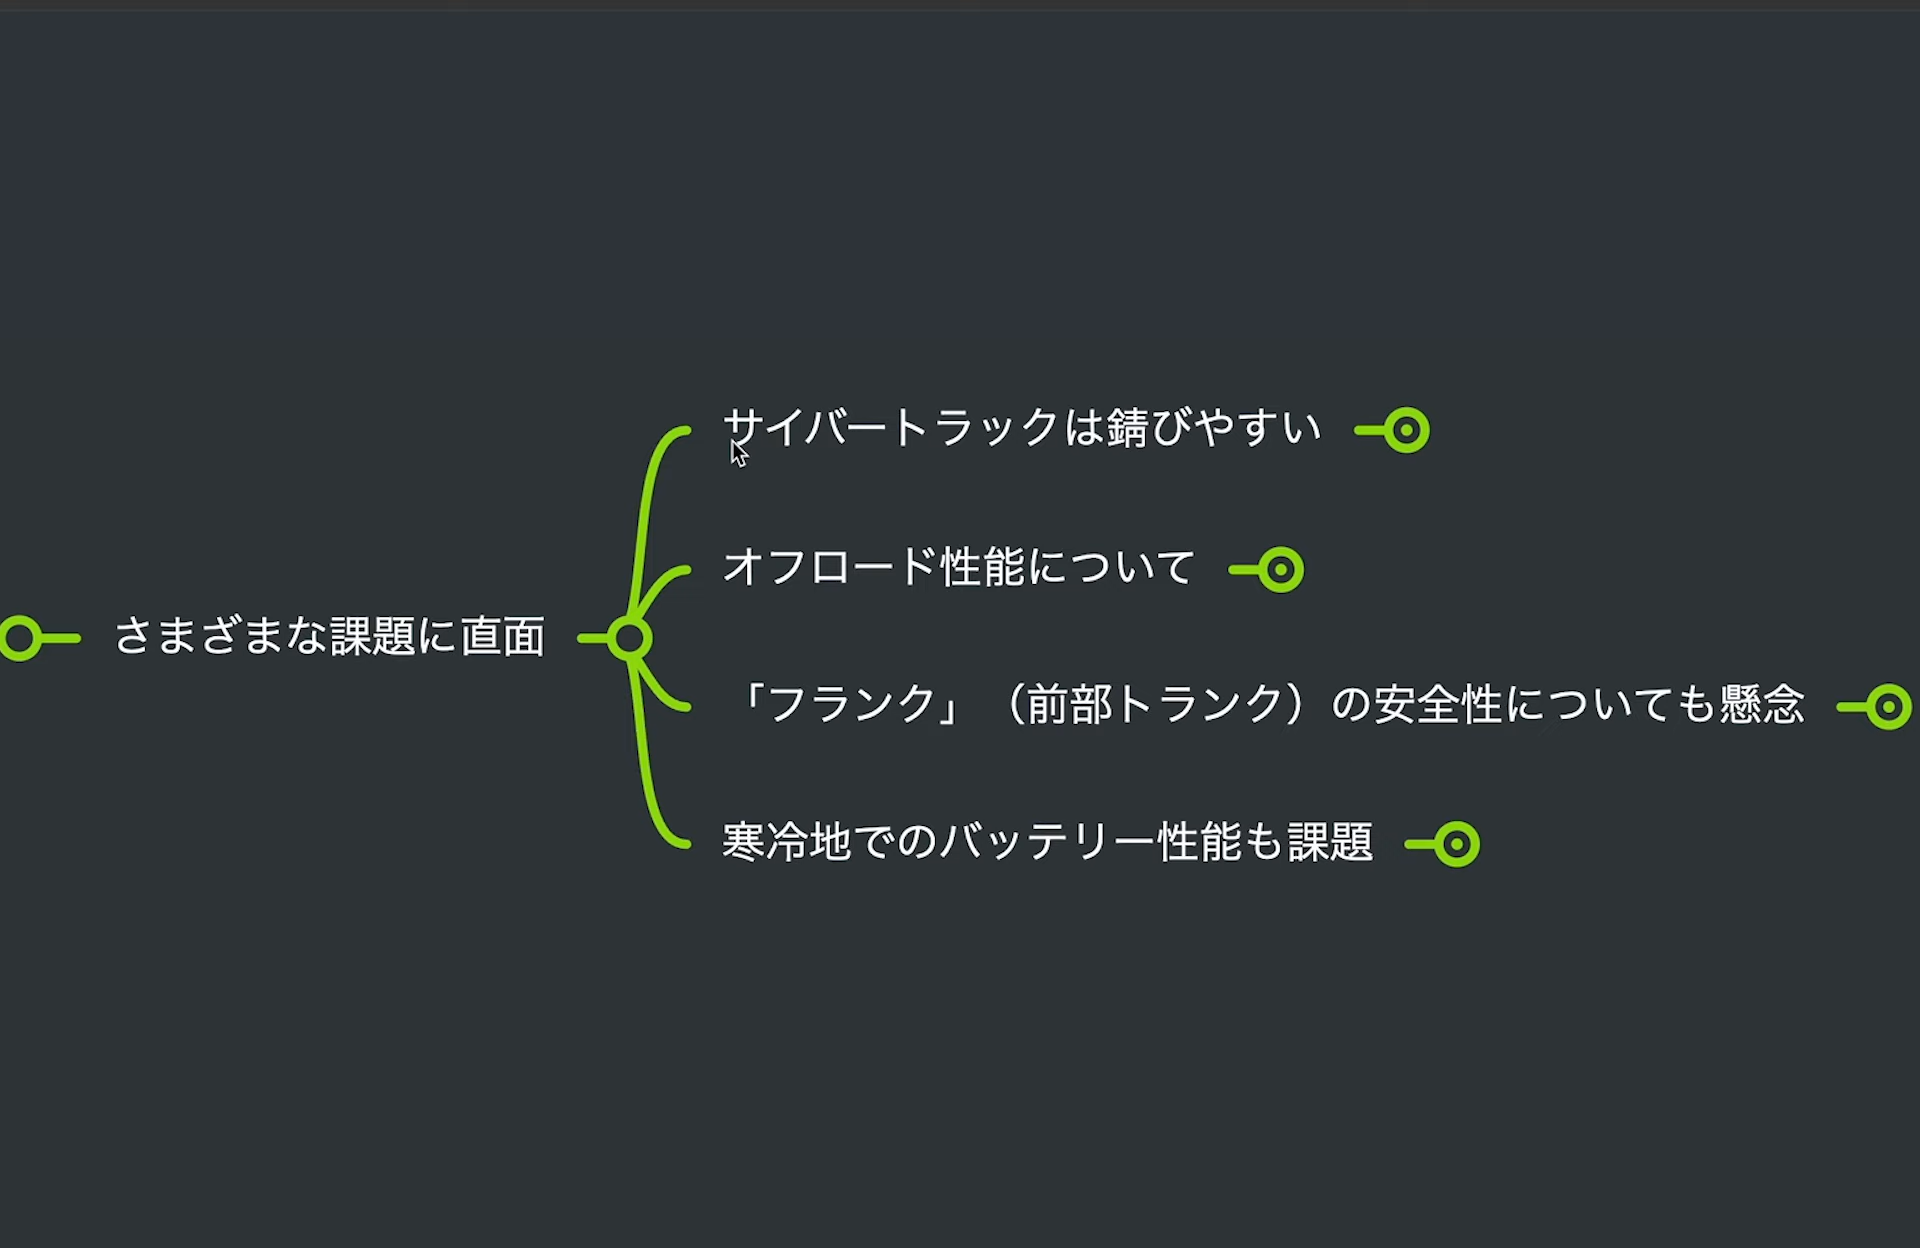 さまざまな課題に直面
サイバートラックは錆びやすい
オフロード性能について
「フランク」（前部トランク）の安全性についても懸念
寒冷地でのバッテリー性能も課題